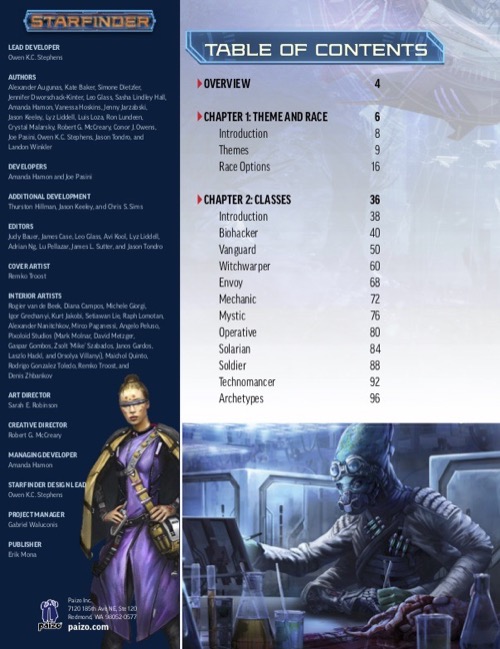 STARFINDER
LEAD DEVELOPER
Owen K.C. Stephens
AUTHORS
Alexander Augunas, Kate Baker, Simone Dietzler,
Jennifer Dworschack-Kinter, Leo Glass, Sasha Lindley Hall,
Amanda Hamon, Vanessa Hoskins, Jenny Jarzabski,
Jason Keeley, Lyz Liddell, Luis Loza, Ron Lundeen,
Crystal Malarsky, Robert G. McCreary, Conor J. Owens,
Joe Pasini, Owen K.C. Stephens, Jason Tondro, and
Landon Winkler
DEVELOPERS
Amanda Hamon and Joe Pasini
ADDITIONAL DEVELOPMENT
Thurston Hillman, Jason Keeley, and Chris S. Sims
EDITORS
Judy Bauer, James Case, Leo Glass, Avi Kool, Lyz Liddell,
Adrian Ng, Lu Pellazar, James L. Sutter, and Jason Tondro
COVER ARTIST
Remko Troost
INTERIOR ARTISTS
Rogier van de Beek, Diana Campos, Michele Giorgi,
Igor Grechanyi, Kurt Jakobi, Setiawan Lie, Raph Lomotan,
Alexander Nanitchkov, Mirco Paganessi, Angelo Peluso,
Pixoloid Studios (Mark Molnar, David Metzger,
Gaspar Gombos, Zsolt 'Mike' Szabados, Janos Gardos,
Laszlo Hackl, and Orsolya Villanyi), Maichol Quinto,
Rodrigo Gonzalez Toledo, Remko Troost, and
Denis Zhbankov
ART DIRECTOR
Sarah E. Robinson
CREATIVE DIRECTOR
Robert G. McCreary
MANAGING DEVELOPER
Amanda Hamon
STARFINDER DESIGN LEAD
Owen K.C. Stephens
PROJECT MANAGER
Gabriel Waluconis
PUBLISHER
Erik Mona
paizo
Paizo Inc.
7120 185th Ave NE, Ste 120
Redmond, WA 98052-0577
paizo.com
TABLE OF CONTENTS
OVERVIEW 4
CHAPTER 1: THEME AND RACE 6
Introduction 8
Themes 9
Race Options 16
CHAPTER 2: CLASSES 36
Introduction 38
Biohacker 40
Vanguard 50
Witchwarper 60
Envoy 68
Mechanic 72
Mystic 76
Operative 80
Solarian 84
Soldier 88
Technomancer 92
Archetypes 96